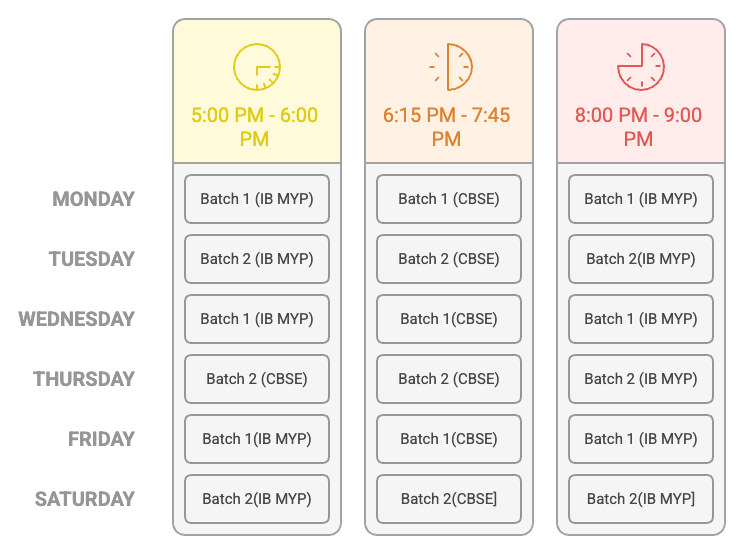 5:00 PM - 6:00
PM
6:15 PM - 7:45
PM
8:00 PM - 9:00
PM
MONDAY
Batch 1 (IB MYP)
Batch 1 (CBSE)
Batch 1 (IB MYP)
TUESDAY
Batch 2 (IB MYP)
Batch 2 (CBSE)
Batch 2(IB MYP)
WEDNESDAY
Batch 1 (IB MYP)
Batch 1(CBSE)
Batch 1 (IB MYP)
THURSDAY
Batch 2 (CBSE)
Batch 2 (CBSE)
Batch 2 (IB MYP)
FRIDAY
Batch 1(IB MYP)
Batch 1(CBSE)
Batch 1 (IB MYP)
SATURDAY
Batch 2(IB MYP)
Batch 2(CBSE]
Batch 2(IB MYP]